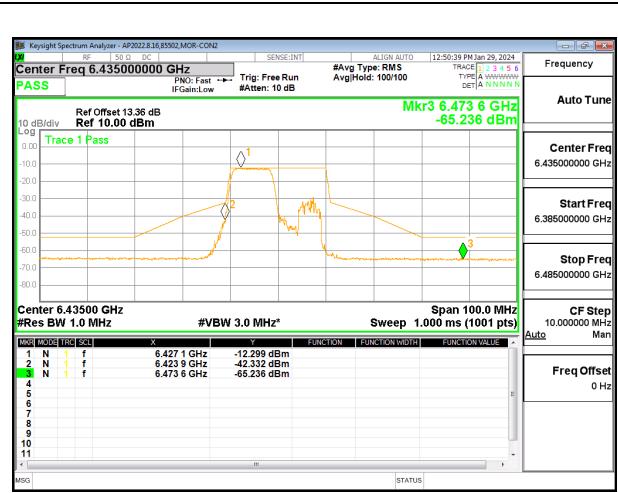 Keysight Spectrum Analyzer - AP2022.8.16,85502,MOR-CON2
RF 50 Ω DC SENSE:INT ALIGN AUTO 12:50:39 PM Jan 29, 2024
Center Freq 6.435000000 GHz
PASS
PNO: Fast
IFGain:Low
Trig: Free Run
#Atten: 10 dB
#Avg Type: RMS
Avg|Hold: 100/100
TRACE 1 2 3 4 5 6
TYPE A WWWWW
DET A N N N N N
Frequency
Auto Tune
Center Freq
6.435000000 GHz
Start Freq
6.385000000 GHz
Stop Freq
6.485000000 GHz
CF Step
10.000000 MHz
Auto Man
Freq Offset
0 Hz
Ref Offset 13.36 dB
10 dB/div Ref 10.00 dBm
Mkr3 6.473 6 GHz
-65.236 dBm
Log
Trace 1 Pass
0.00
-10.0
-20.0
-30.0
-40.0
-50.0
-60.0
-70.0
-80.0
1
2
3
Center 6.43500 GHz Span 100.0 MHz
#Res BW 1.0 MHz #VBW 3.0 MHz* Sweep 1.000 ms (1001 pts)
MKR MODE TRC SCL X Y FUNCTION FUNCTION WIDTH FUNCTION VALUE
1 N 1 f 6.427 1 GHz -12.299 dBm
2 N 1 f 6.423 9 GHz -42.332 dBm
3 N 1 f 6.473 6 GHz -65.236 dBm
4
5
6
7
8
9
10
11
MSG STATUS